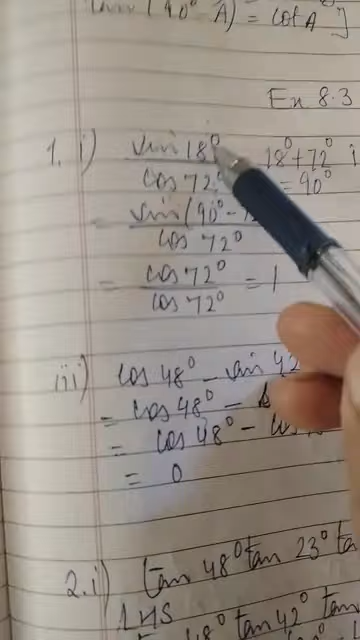 (90° - A) = cot A ]
Ex 8.3
1. i) sin 18° 18° + 72°
cos 72° = 90°
= sin (90° - 
cos 72°
= cos 72° = 1
cos 72°
iii) cos 48° - sin 42
= cos 48° -
= cos 48° -
= 0
2. i) tan 48° tan 23°
LHS
48° tan 42° tan